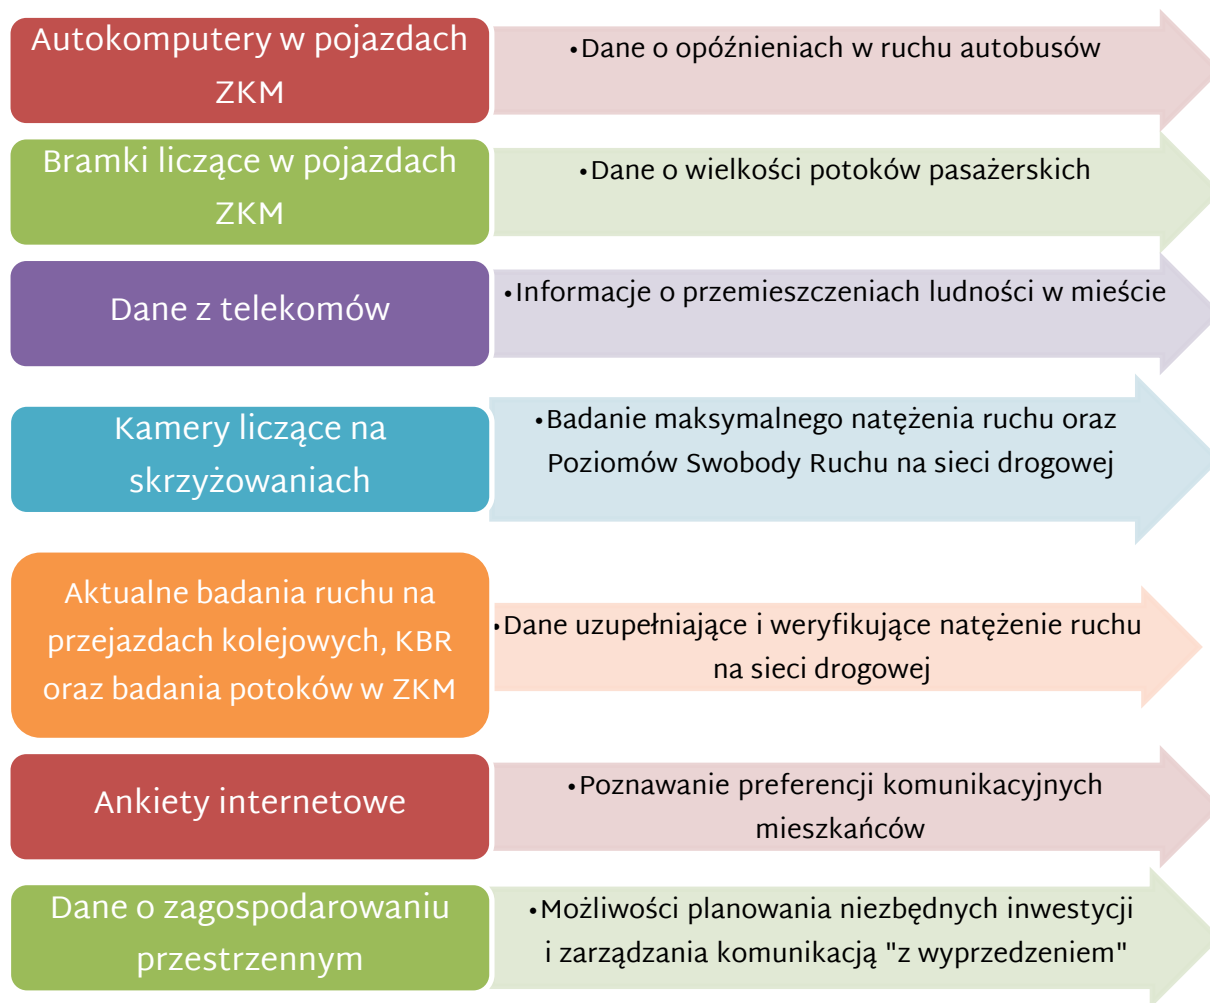 Autokomputery w pojazdach
ZKM
•Dane o opóźnieniach w ruchu autobusów
Bramki liczące w pojazdach
ZKM
•Dane o wielkości potoków pasażerskich
Dane z telekomów
•Informacje o przemieszczeniach ludności w mieście
Kamery liczące na
skrzyżowaniach
•Badanie maksymalnego natężenia ruchu oraz
Poziomów Swobody Ruchu na sieci drogowej
Aktualne badania ruchu na
przejazdach kolejowych, KBR
oraz badania potoków w ZKM
•Dane uzupełniające i weryfikujące natężenie ruchu
na sieci drogowej
Ankiety internetowe
•Poznawanie preferencji komunikacyjnych
mieszkańców
Dane o zagospodarowaniu
przestrzennym
•Możliwości planowania niezbędnych inwestycji
i zarządzania komunikacją "z wyprzedzeniem"